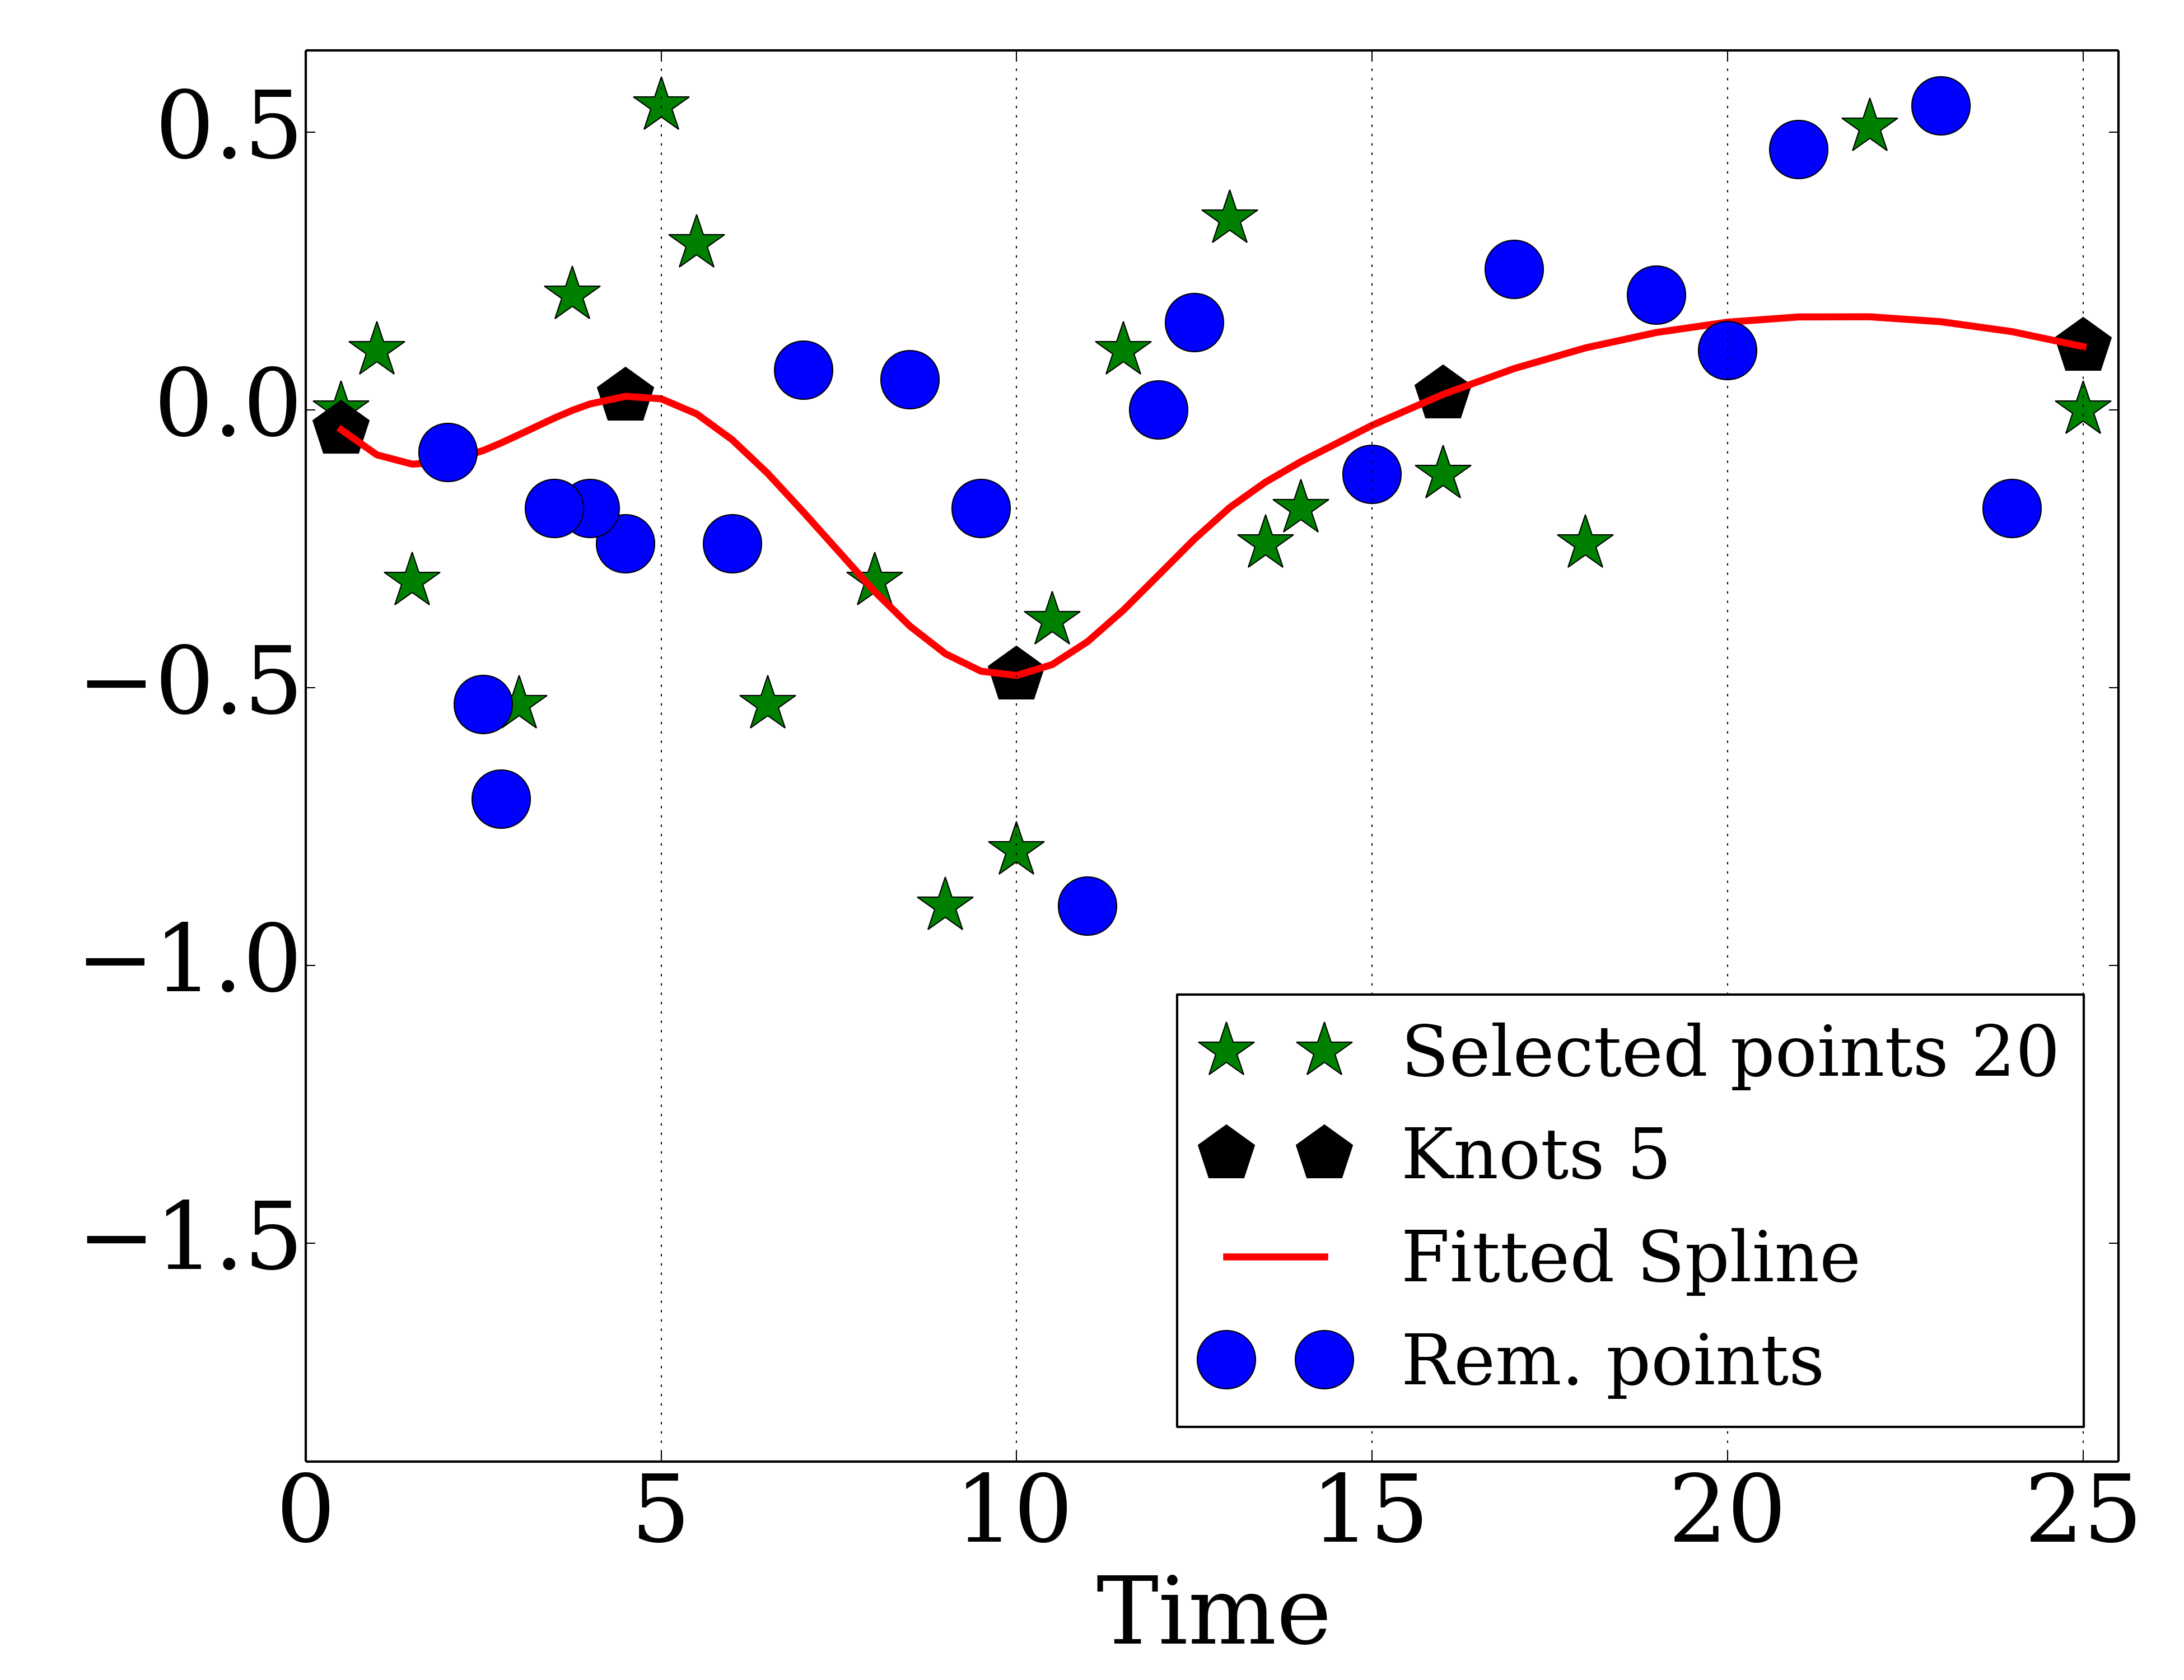 0.5
0.0
−0.5
−1.0
−1.5
Selected points 20
Knots 5
Fitted Spline
Rem. points
0 5 10 15 20 25
Time